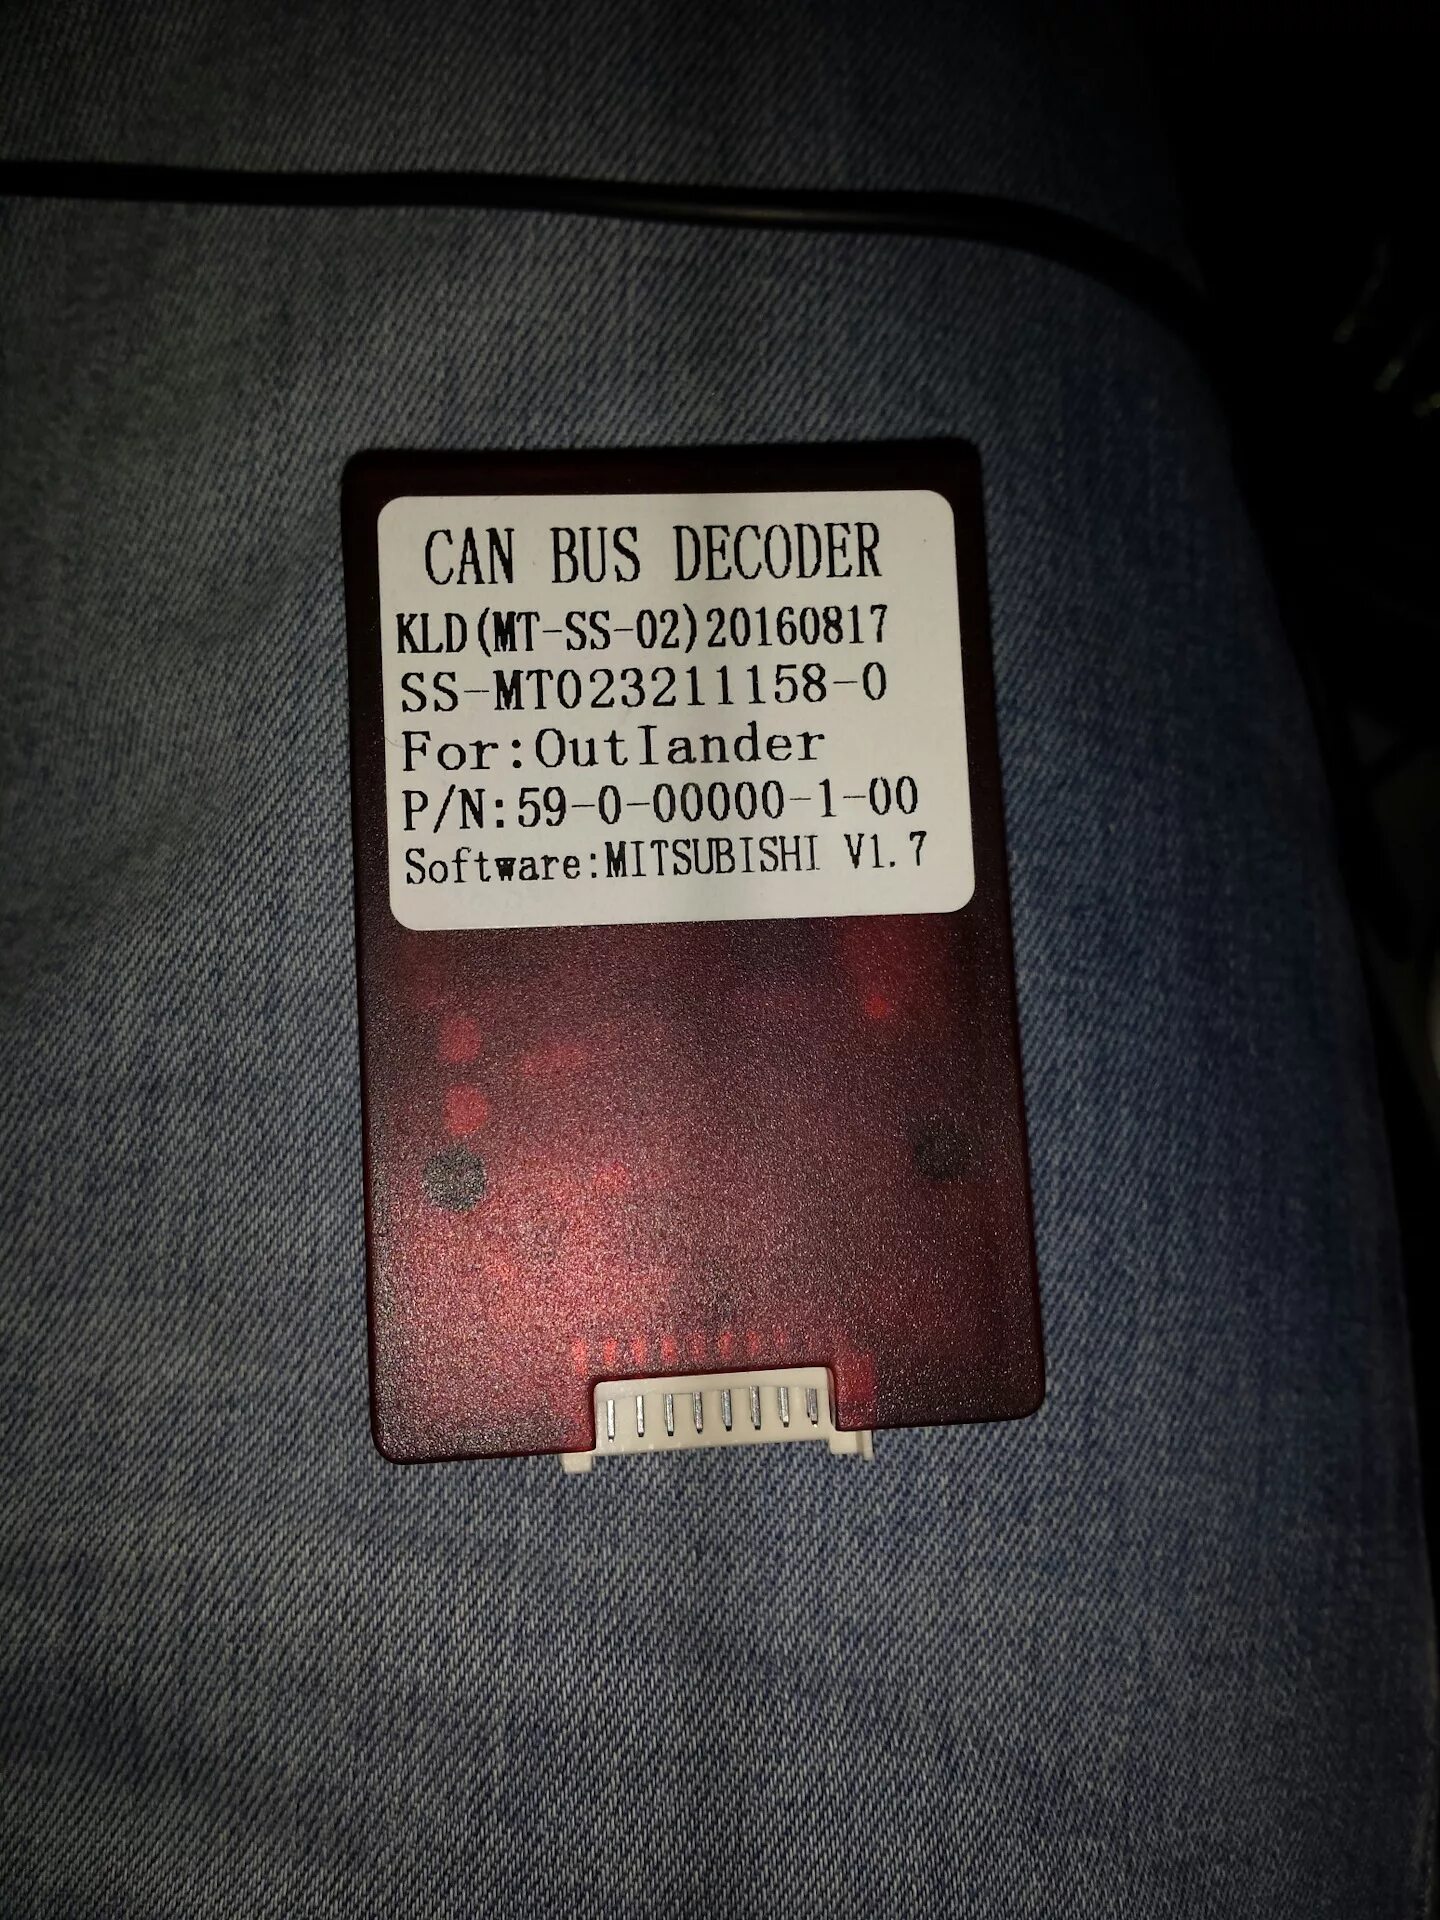 CAN BUS DECODER
KLD(MT-SS-02)20160817
SS-MT023211158-0
For:Outlander
P/N:59-0-00000-1-00
Software:MITSUBISHI V1.7